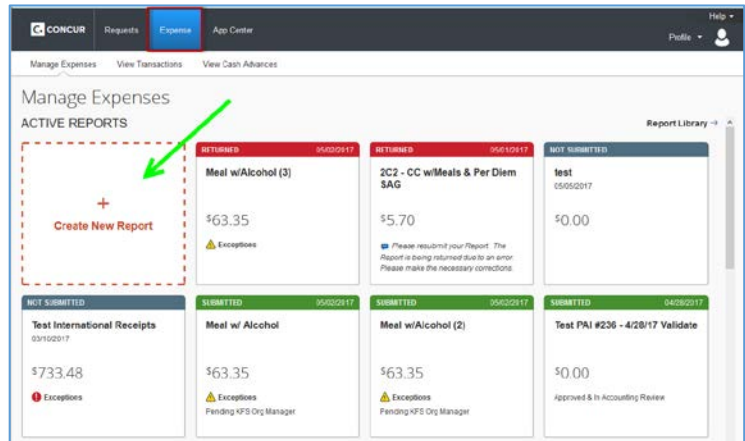 Help
CONCUR Requests Expense App Center
Profile
Manage Expenses View Transactions View Cash Advances
Manage Expenses
ACTIVE REPORTS
Report Library
+
Create New Report
RETURNED 05/02/2017
Meal w/Alcohol (3)
$63.35
Exceptions
RETURNED 05/01/2017
2C2 - CC w/Meals & Per Diem
SAG
$5.70
Please resubmit your Report. The
Report is being returned due to an error.
Please make the necessary corrections.
NOT SUBMITTED
test
05/05/2017
$0.00
NOT SUBMITTED
Test International Receipts
03/10/2017
$733.48
Exceptions
SUBMITTED 05/02/2017
Meal w/ Alcohol
$63.35
Exceptions
Pending KFS Org Manager
SUBMITTED 05/02/2017
Meal w/Alcohol (2)
$63.35
Exceptions
Pending KFS Org Manager
SUBMITTED 04/28/2017
Test PAI #236 - 4/28/17 Validate
$0.00
Approved & In Accounting Review